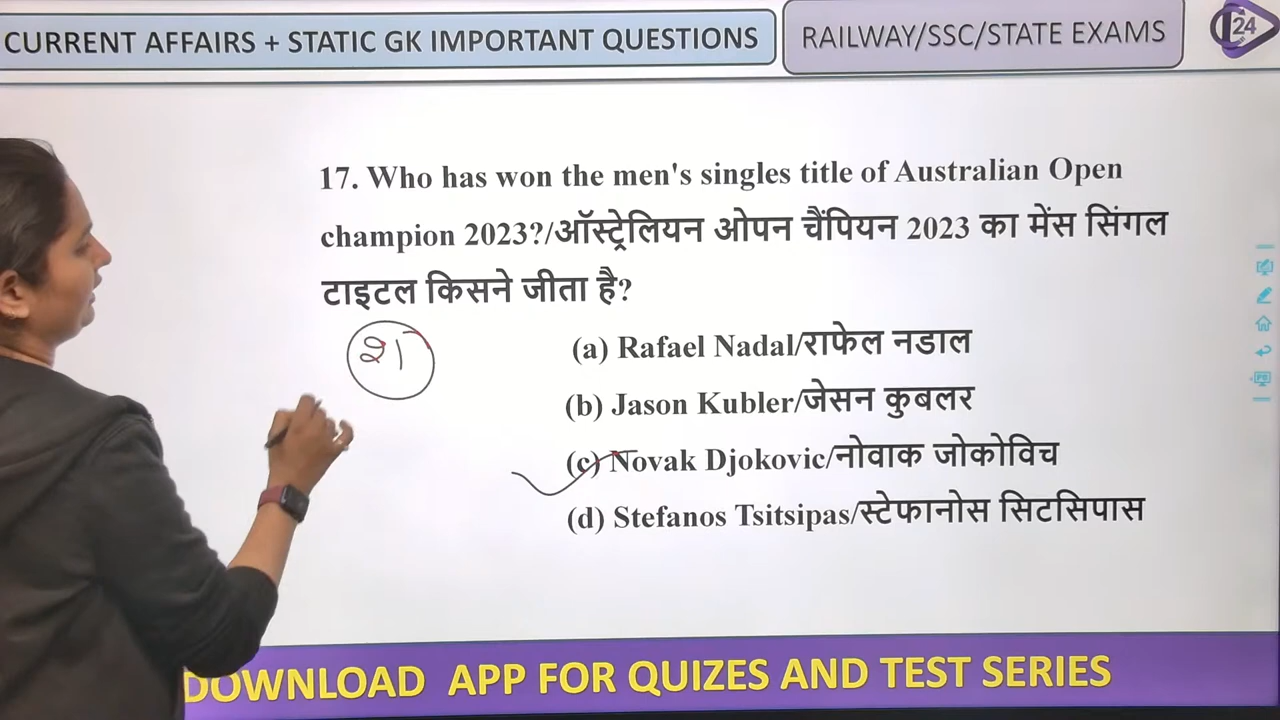 CURRENT AFFAIRS + STATIC GK IMPORTANT QUESTIONS
RAILWAY/SSC/STATE EXAMS
24
17. Who has won the men's singles title of Australian Open
champion 2023?/ऑस्ट्रेलियन ओपन चैंपियन 2023 का मेंस सिंगल
टाइटल किसने जीता है?
(a) Rafael Nadal/राफेल नडाल
(b) Jason Kubler/जेसन कुबलर
(c) Novak Djokovic/नोवाक जोकोविच
(d) Stefanos Tsitsipas/स्टेफानोस सिटसिपास
DOWNLOAD APP FOR QUIZES AND TEST SERIES